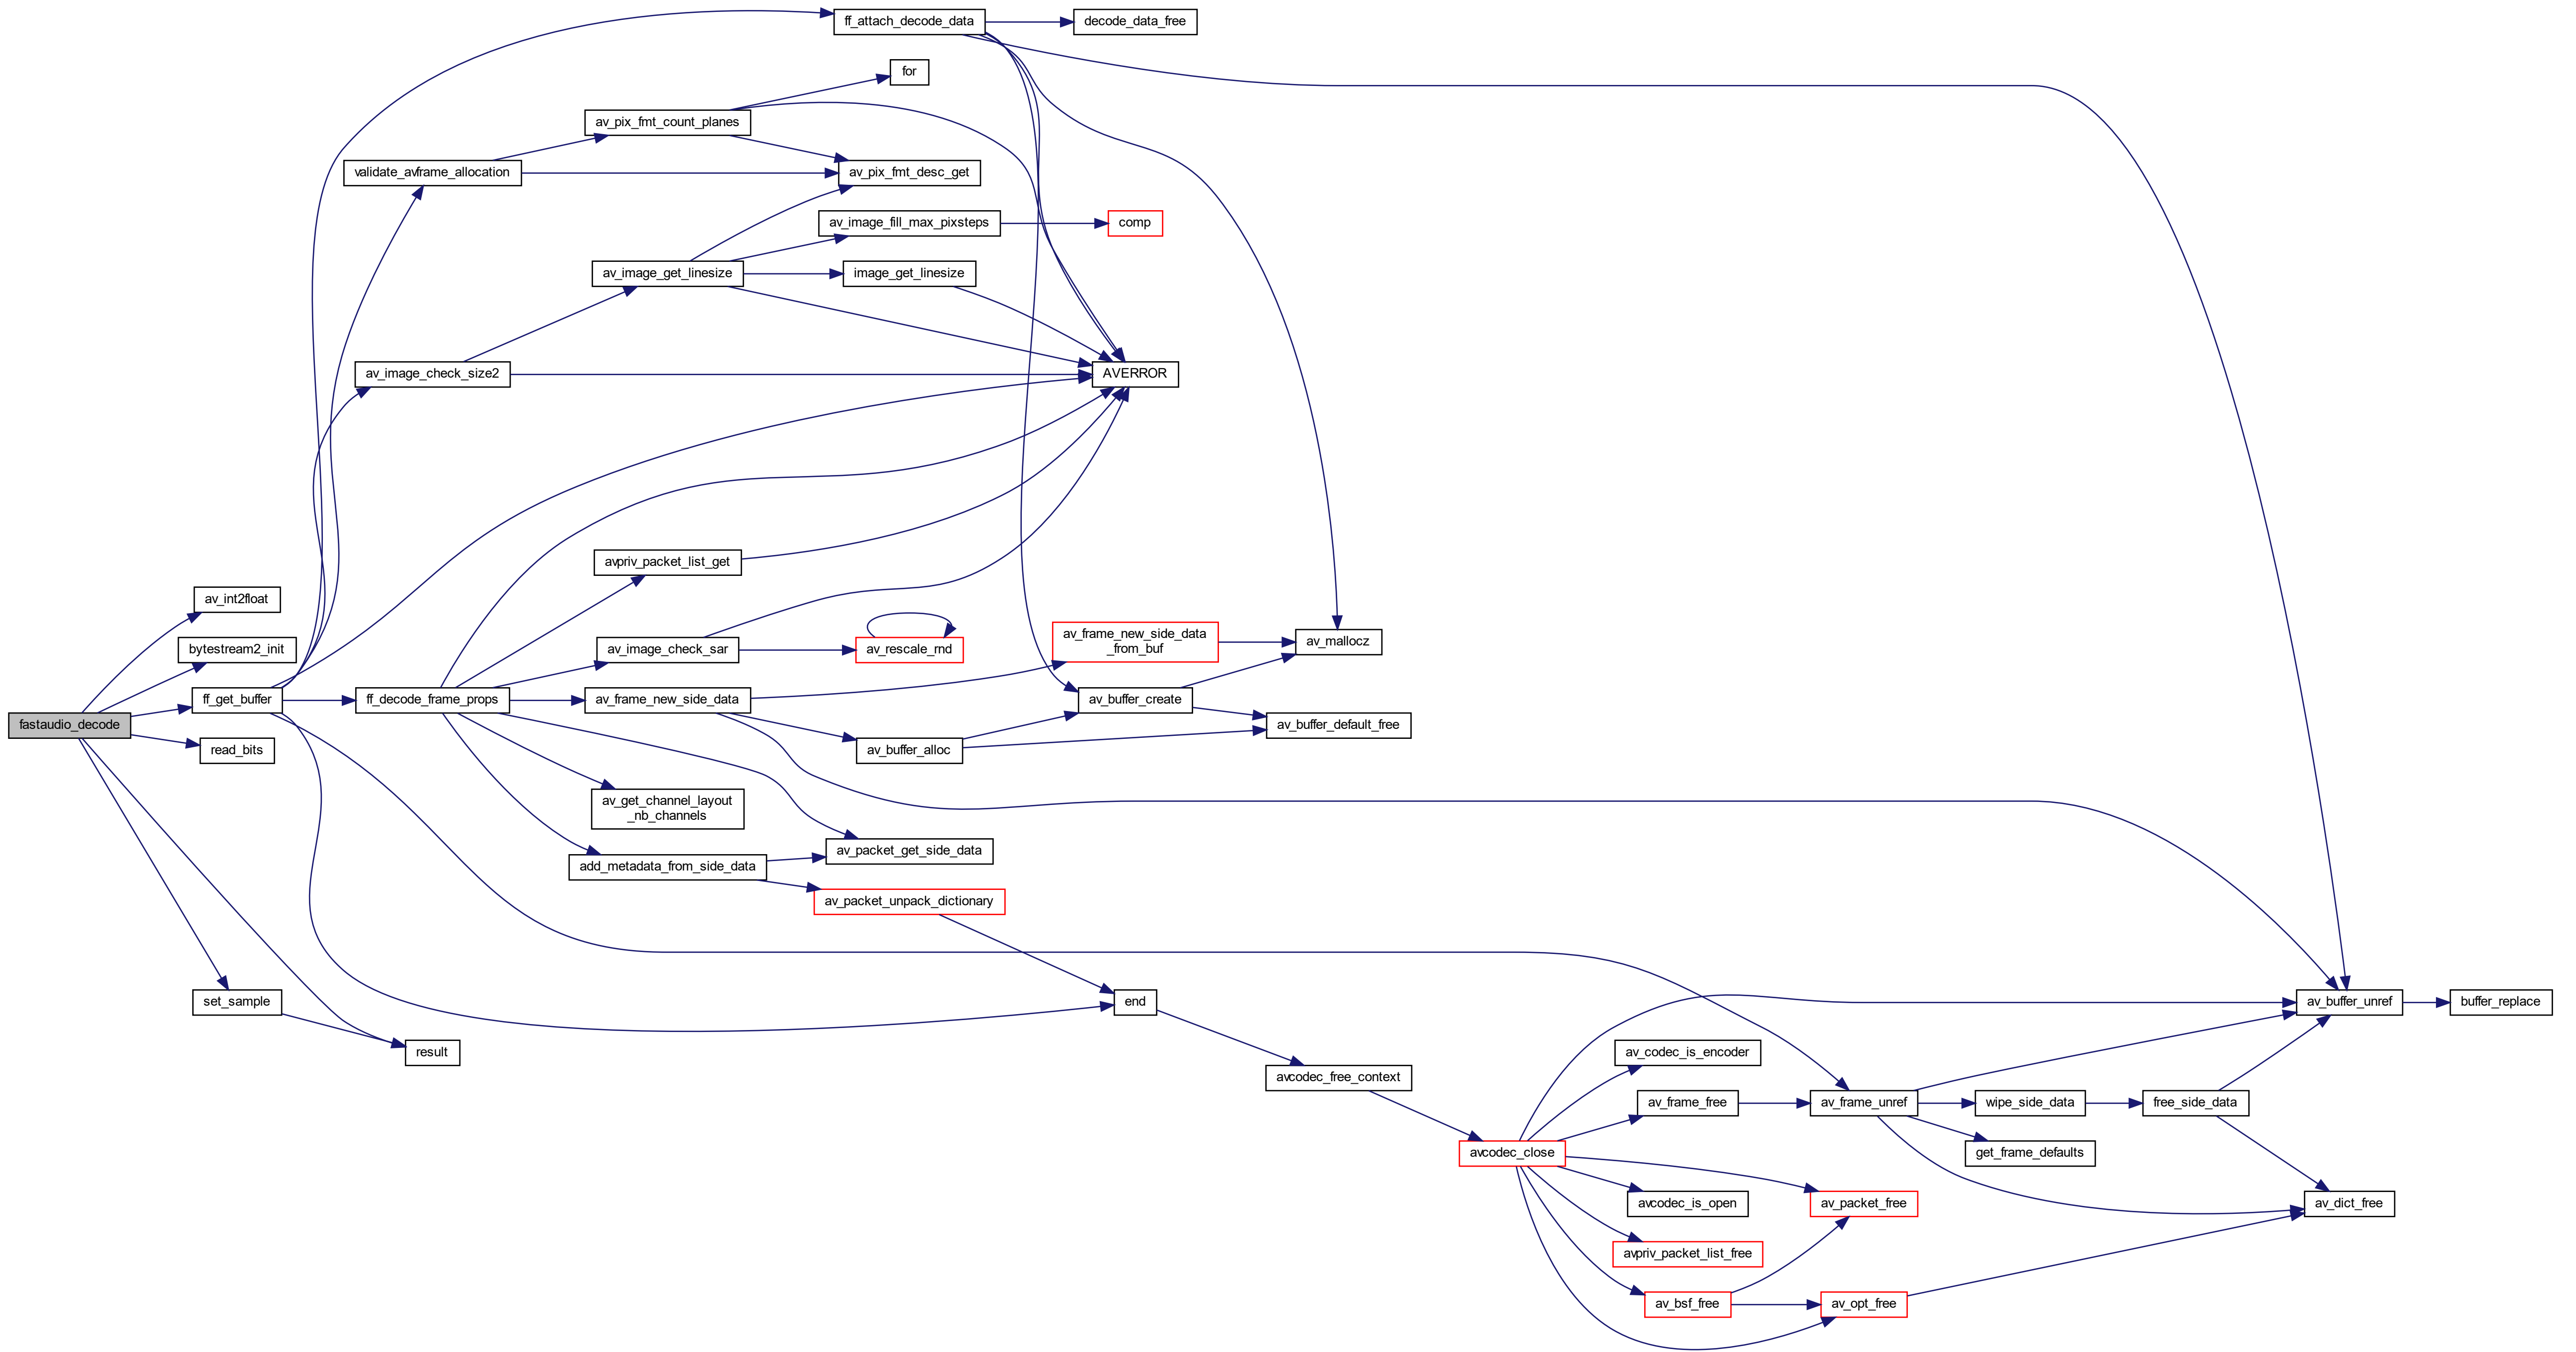 ff_attach_decode_data
decode_data_free
for
av_pix_fmt_count_planes
validate_avframe_allocation
av_pix_fmt_desc_get
av_image_fill_max_pixsteps
comp
av_image_get_linesize
image_get_linesize
av_image_check_size2
AVERROR
avpriv_packet_list_get
av_int2float
bytestream2_init
av_image_check_sar
av_rescale_rnd
av_frame_new_side_data
_from_buf
av_mallocz
fastaudio_decode
ff_get_buffer
ff_decode_frame_props
av_frame_new_side_data
av_buffer_create
av_buffer_default_free
read_bits
av_buffer_alloc
av_get_channel_layout
_nb_channels
av_packet_get_side_data
add_metadata_from_side_data
av_packet_unpack_dictionary
set_sample
end
av_buffer_unref
buffer_replace
result
avcodec_free_context
av_codec_is_encoder
av_frame_free
av_frame_unref
wipe_side_data
free_side_data
avcodec_close
get_frame_defaults
avcodec_is_open
av_packet_free
av_dict_free
avpriv_packet_list_free
av_bsf_free
av_opt_free